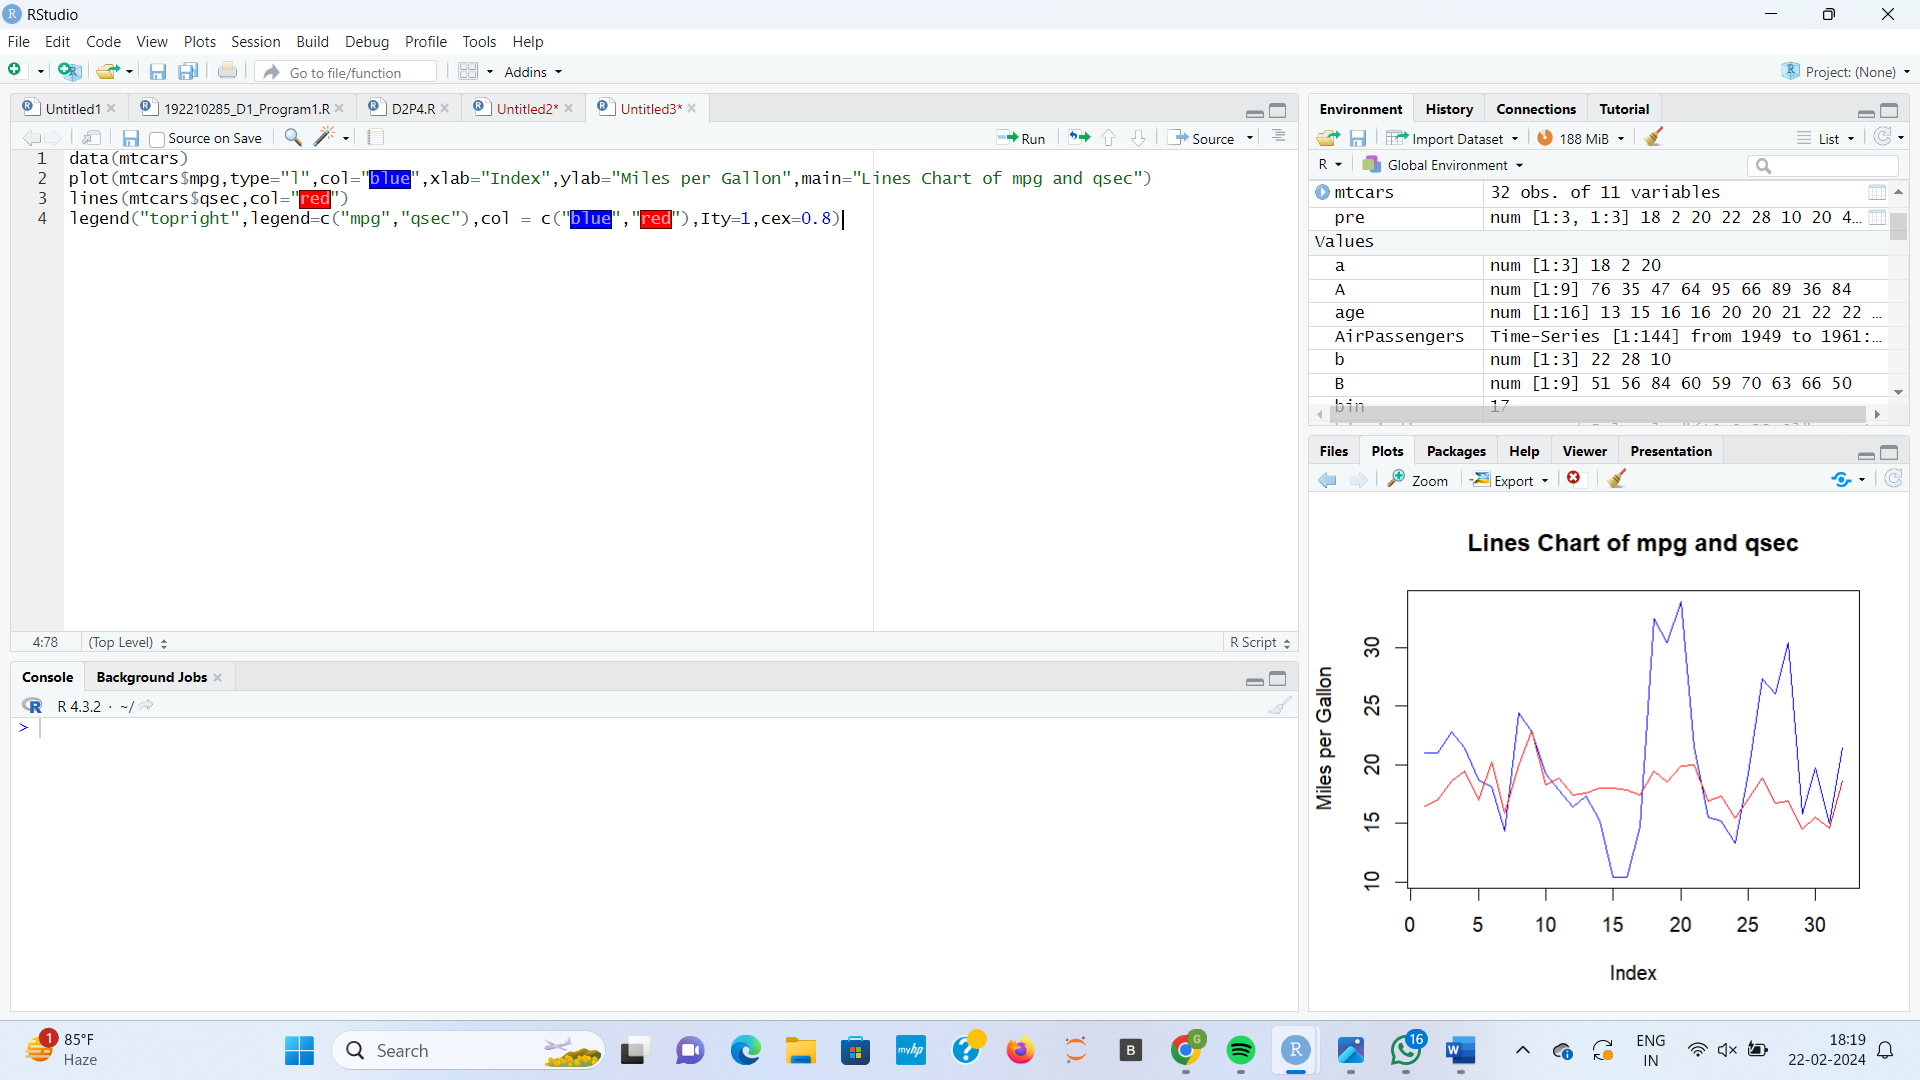 RStudio
File Edit Code View Plots Session Build Debug Profile Tools Help
Go to file/function Addins Project: (None)
Untitled1 192210285_D1_Program1.R D2P4.R Untitled2* Untitled3*
Source on Save Run Source
1 data(mtcars)
2 plot(mtcars$mpg,type="l",col="blue",xlab="Index",ylab="Miles per Gallon",main="Lines Chart of mpg and qsec")
3 lines(mtcars$qsec,col="red")
4 legend("topright",legend=c("mpg","qsec"),col = c("blue","red"),Ity=1,cex=0.8)
4:78 (Top Level) R Script
Console Background Jobs
R 4.3.2 · ~/
>
Environment History Connections Tutorial
Import Dataset 188 MiB List
R Global Environment
mtcars 32 obs. of 11 variables
pre num [1:3, 1:3] 18 2 20 22 28 10 20 4…
Values
a num [1:3] 18 2 20
A num [1:9] 76 35 47 64 95 66 89 36 84
age num [1:16] 13 15 16 16 20 20 21 22 22 …
AirPassengers Time-Series [1:144] from 1949 to 1961:…
b num [1:3] 22 28 10
B num [1:9] 51 56 84 60 59 70 63 66 50
bin 17
Files Plots Packages Help Viewer Presentation
Zoom Export
Lines Chart of mpg and qsec
Miles per Gallon
30
25
20
15
10
0 5 10 15 20 25 30
Index
1 85°F
Haze
Search
myhp
B
G
R
16
W
ENG
IN
18:19
22-02-2024